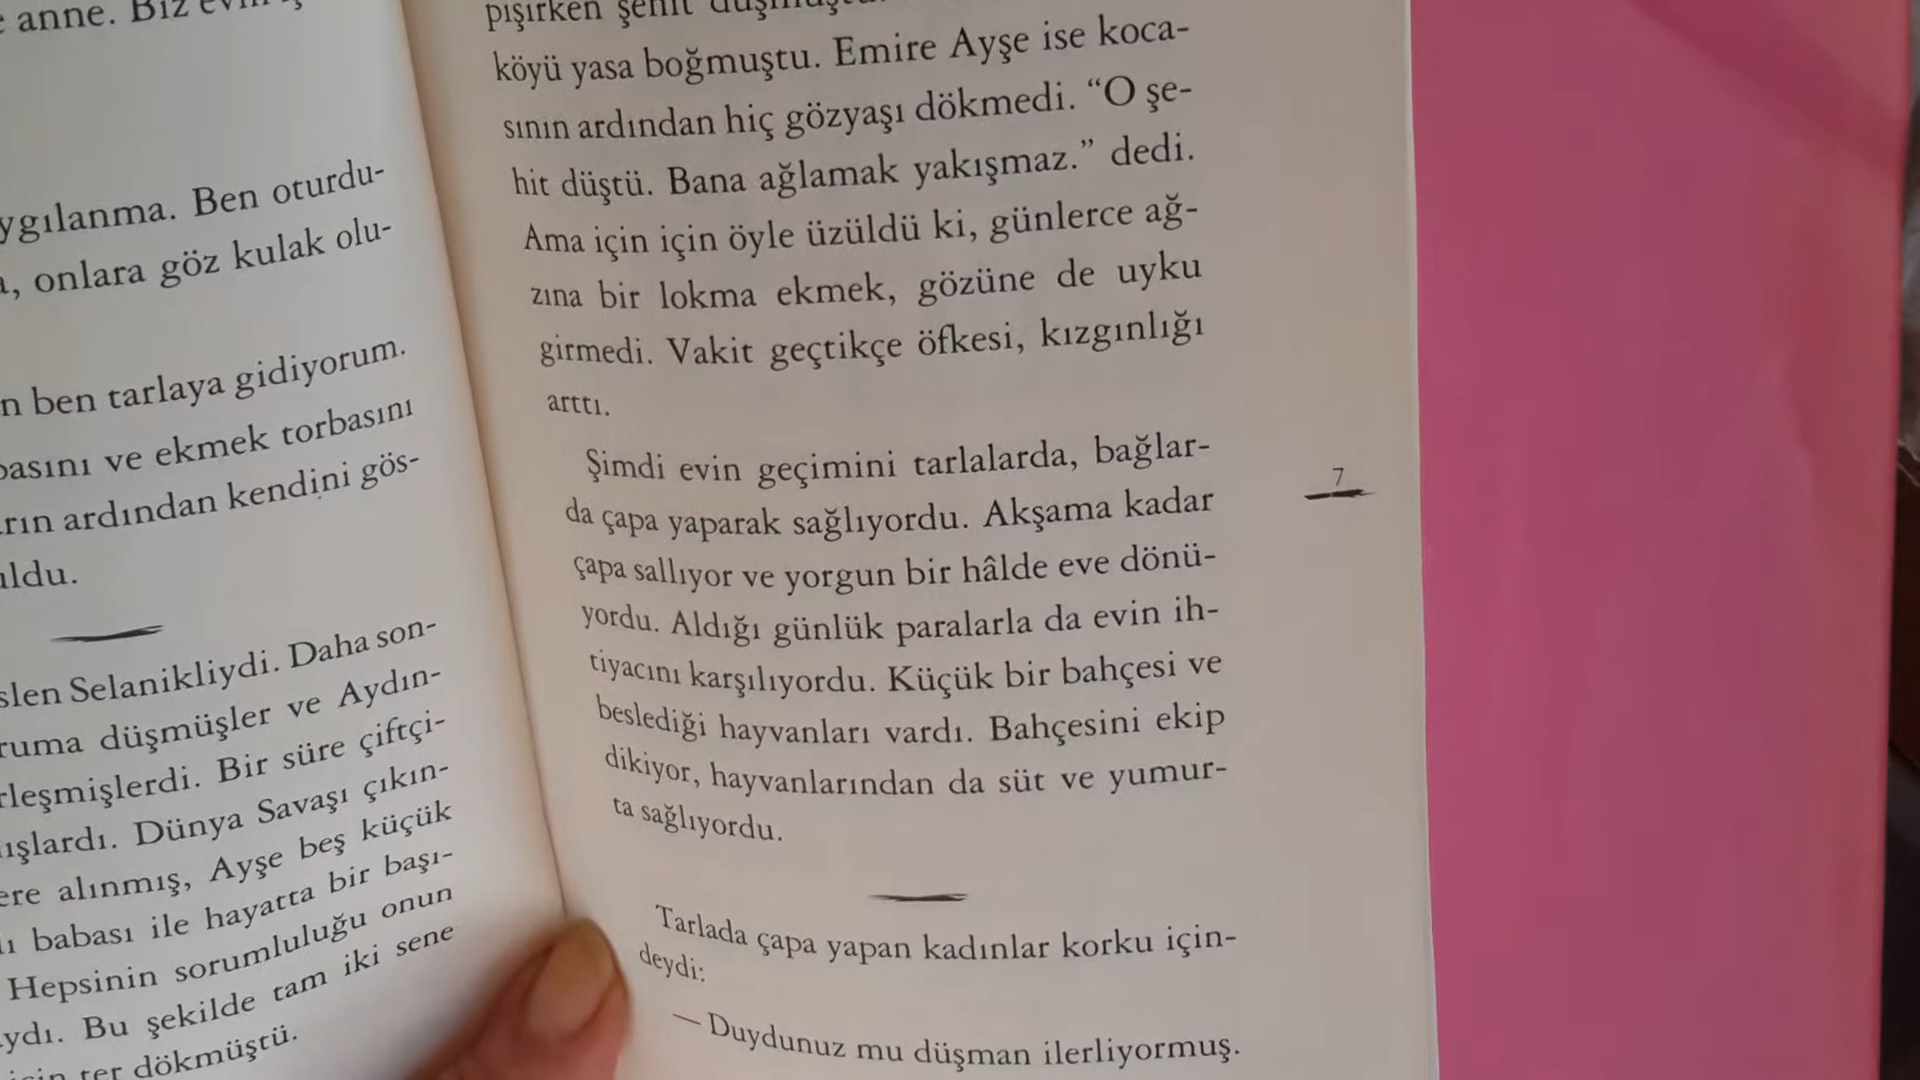 anne. Biz
ygılanma. Ben oturdu-
onlara göz kulak olu-
n ben tarlaya gidiyorum.
basını ve ekmek torbasını
rın ardından kendini gös-
uldu.
slen Selanikliydi. Daha son-
ruma düşmüşler ve Aydın-
rleşmişlerdi. Bir süre çiftçi-
ışlardı. Dünya Savaşı çıkın-
ere alınmış, Ayşe beş küçük
babası ile hayatta bir başı-
Hepsinin sorumluluğu onun
ydı. Bu şekilde tam iki sene
ter dökmüştü.
pışırken şehit düşmüştü.
köyü yasa boğmuştu. Emire Ayşe ise koca-
sının ardından hiç gözyaşı dökmedi. “O şe-
hit düştü. Bana ağlamak yakışmaz.” dedi.
Ama için için öyle üzüldü ki, günlerce ağ-
zına bir lokma ekmek, gözüne de uyku
girmedi. Vakit geçtikçe öfkesi, kızgınlığı
arttı.
Şimdi evin geçimini tarlalarda, bağlar-
da çapa yaparak sağlıyordu. Akşama kadar
çapa sallıyor ve yorgun bir hâlde eve dönü-
yordu. Aldığı günlük paralarla da evin ih-
tiyacını karşılıyordu. Küçük bir bahçesi ve
beslediği hayvanları vardı. Bahçesini ekip
dikiyor, hayvanlarından da süt ve yumur-
ta sağlıyordu.
Tarlada çapa yapan kadınlar korku için-
deydi:
— Duydunuz mu düşman ilerliyormuş.
7